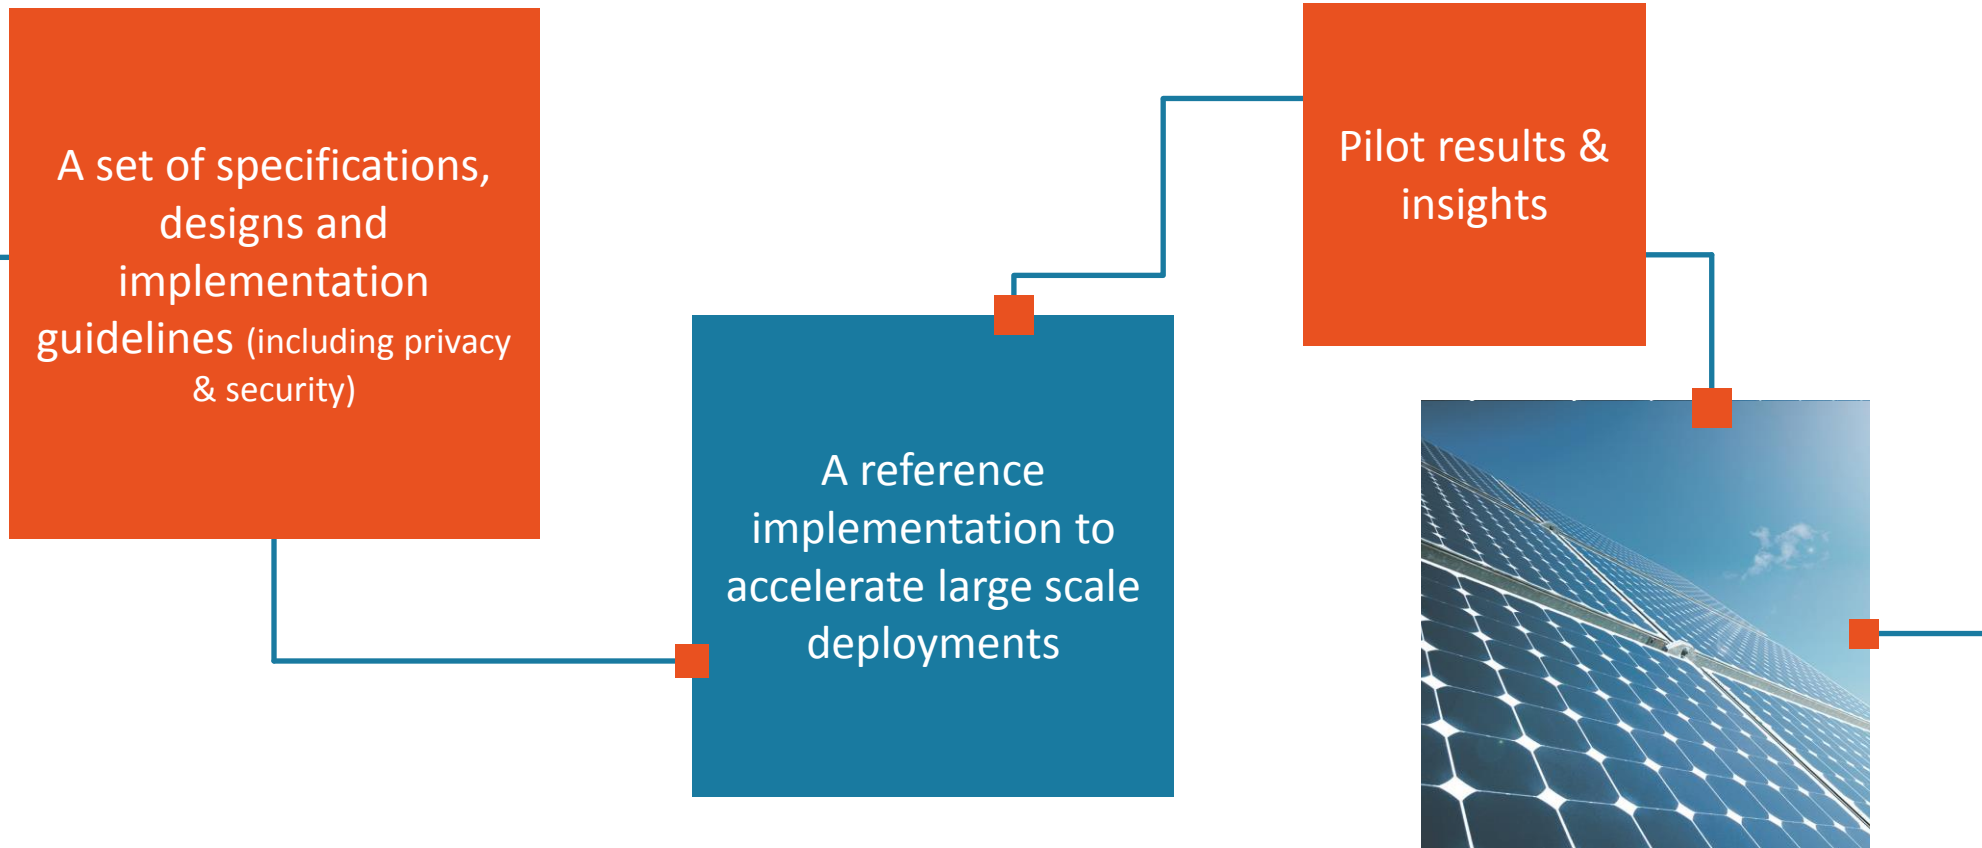 A set of specifications,
designs and
implementation
guidelines (including privacy
& security)
A reference
implementation to
accelerate large scale
deployments
Pilot results &
insights